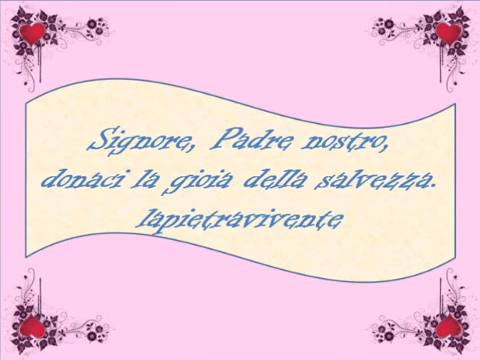 Signore, Padre nostro,
donaci la gioia della salvezza.
lapietravivente